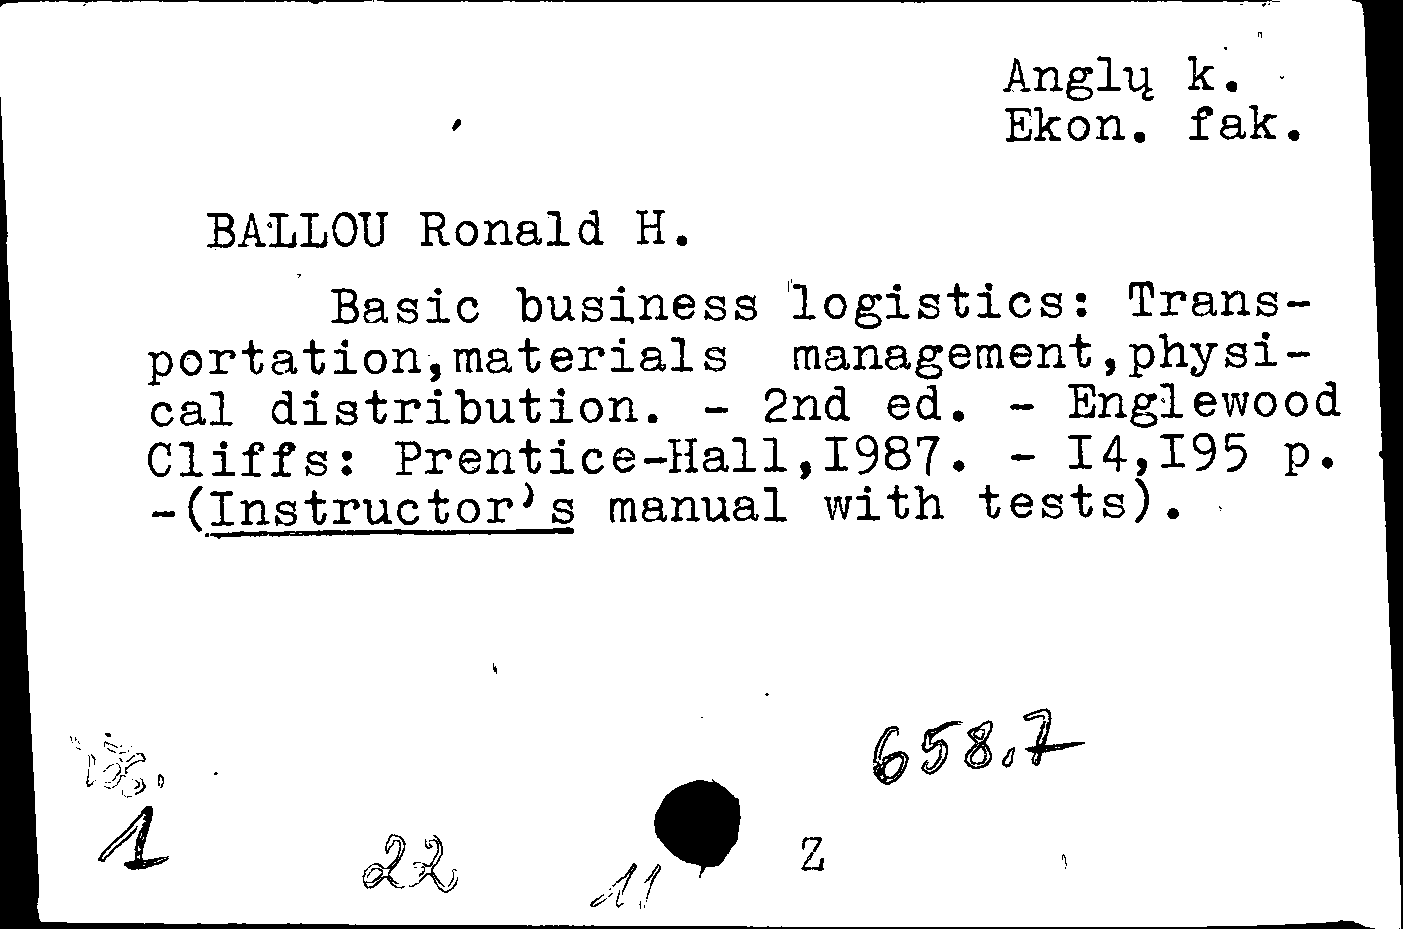 Anglų k.
Ekon. fak.
BALLOU Ronald H.
Basic business logistics: Trans-
portation,materials management,physi-
cal distribution. - 2nd ed. - Englewood
Cliffs: Prentice-Hall,I987. - I4,I95 p.
-(Instructor's manual with tests).
658.7
1
22
11
Z